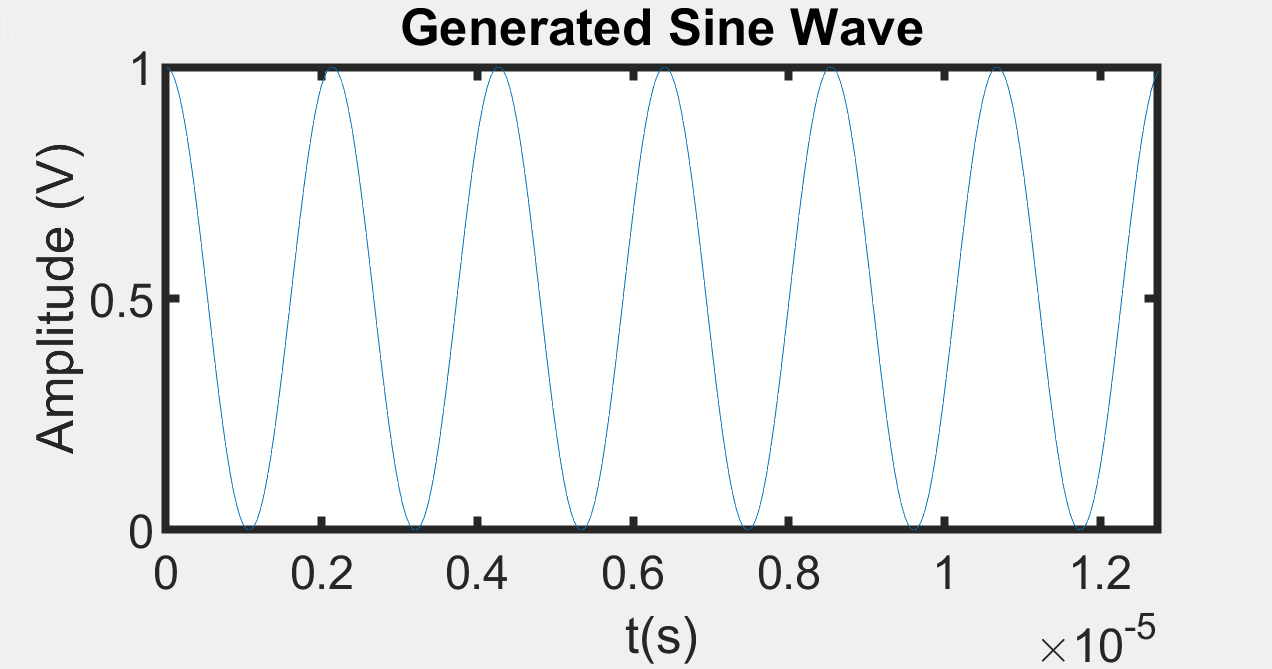 Generated Sine Wave
1
0.5
0
Amplitude (V)
0 0.2 0.4 0.6 0.8 1 1.2
t(s)
×10-5